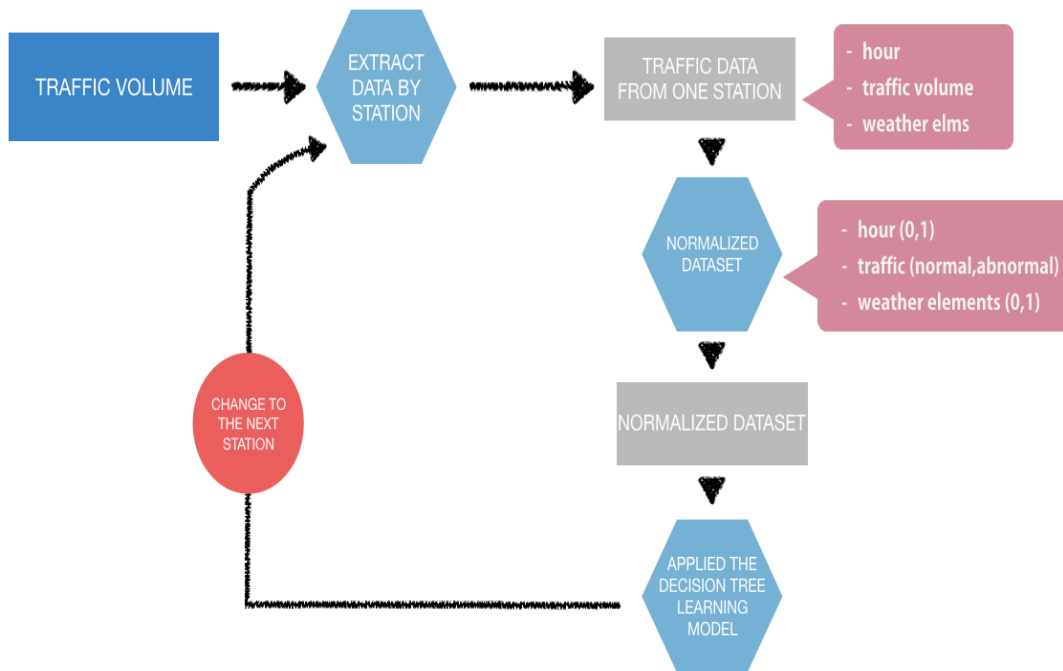 TRAFFIC VOLUME
EXTRACT
DATA BY
STATION
TRAFFIC DATA
FROM ONE STATION
- hour
- traffic volume
- weather elms
NORMALIZED
DATASET
- hour (0,1)
- traffic (normal,abnormal)
- weather elements (0,1)
NORMALIZED DATASET
APPLIED THE
DECISION TREE
LEARNING
MODEL
CHANGE TO
THE NEXT
STATION